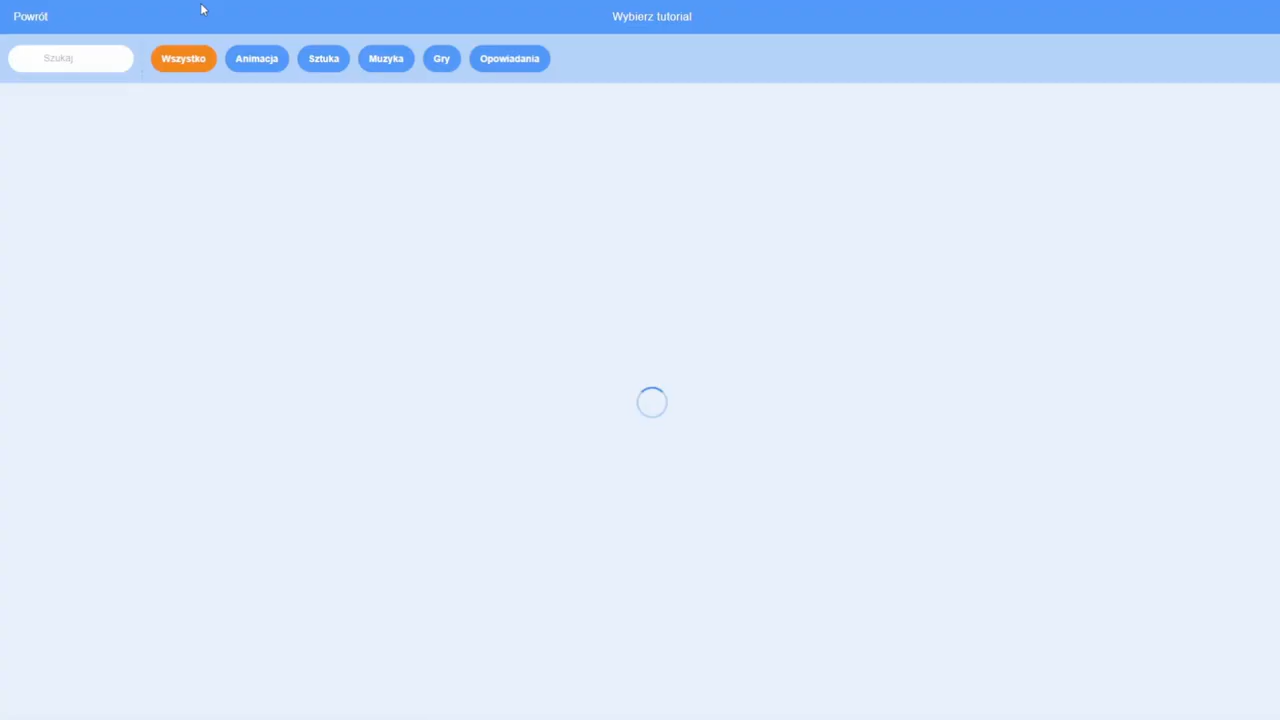 Powrót
Wybierz tutorial
Szukaj
Wszystko
Animacja
Sztuka
Muzyka
Gry
Opowiadania